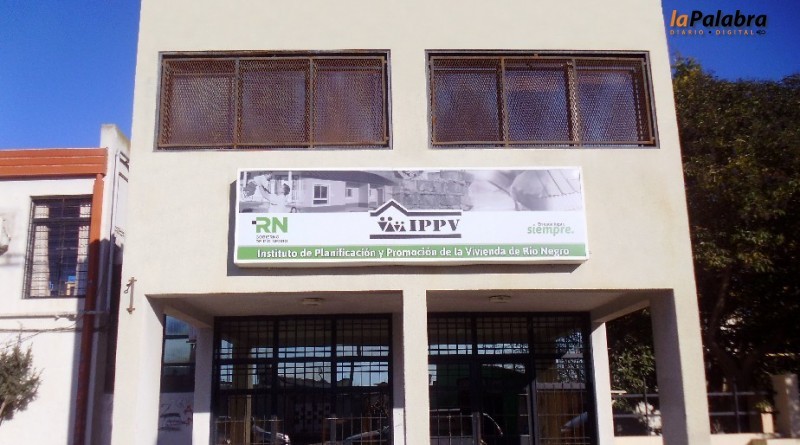 laPalabra
DIARIO • DIGITAL
RN
IPPV
siempre.
Instituto de Planificación y Promoción de la Vivienda de Río Negro